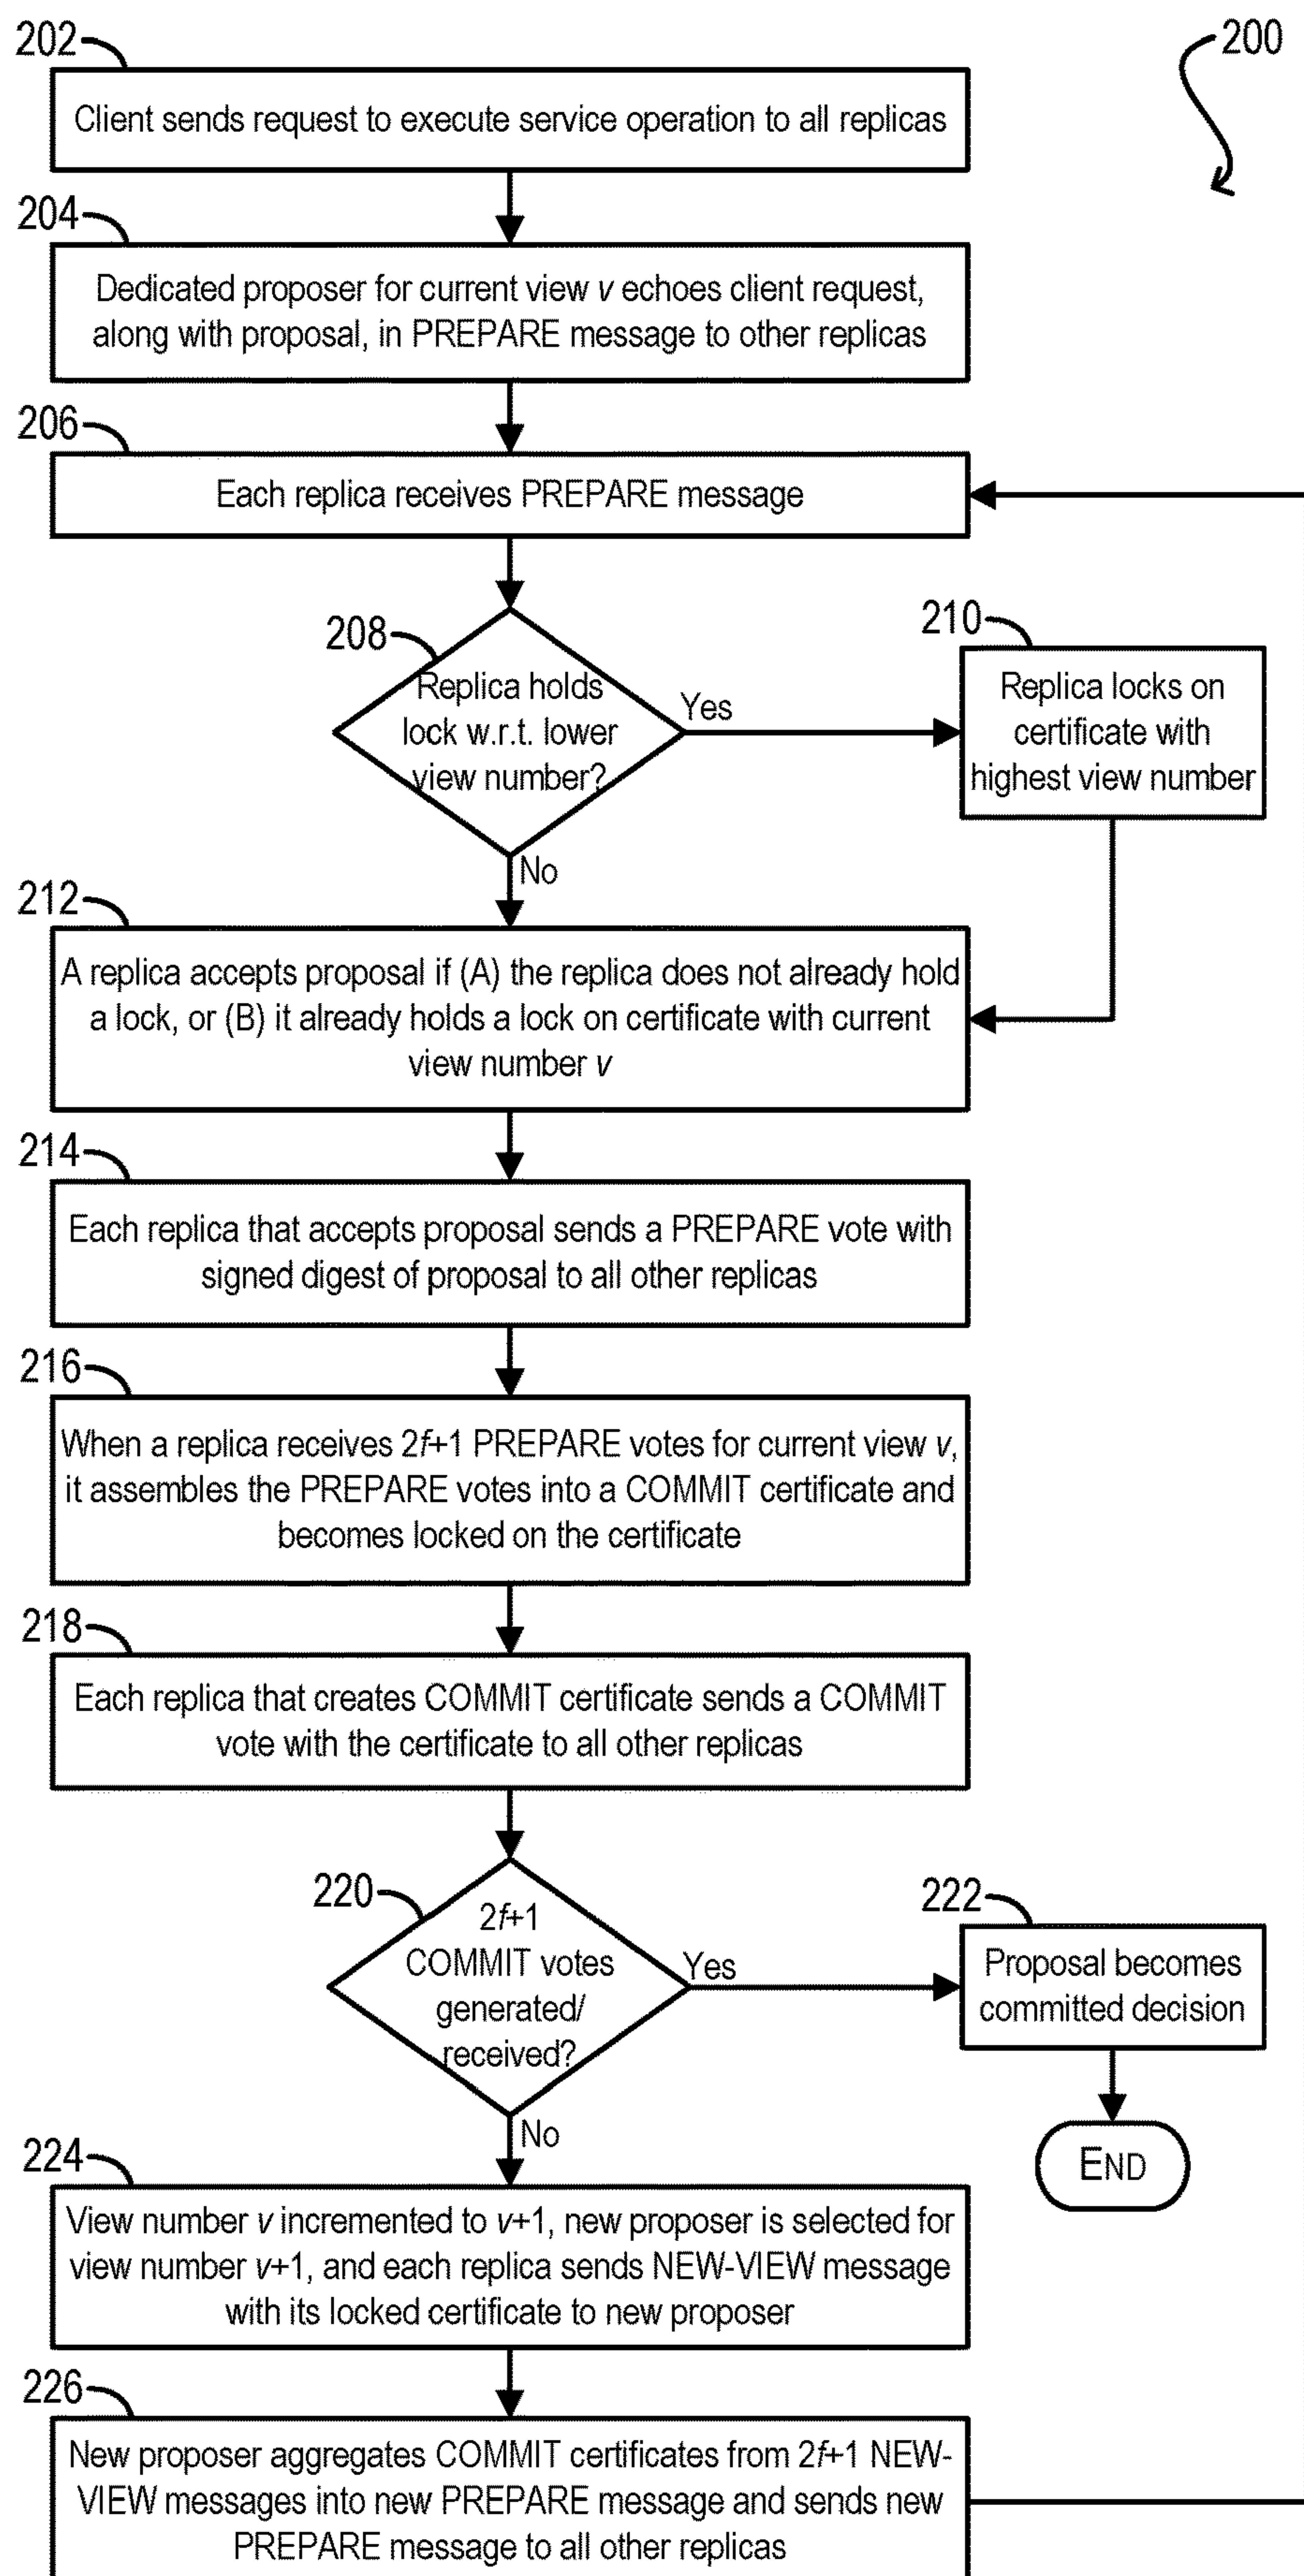 202
200
Client sends request to execute service operation to all replicas
204
Dedicated proposer for current view v echoes client request,
along with proposal, in PREPARE message to other replicas
206
Each replica receives PREPARE message
208
Replica holds
lock w.r.t. lower
view number?
Yes
No
210
Replica locks on
certificate with
highest view number
212
A replica accepts proposal if (A) the replica does not already hold
a lock, or (B) it already holds a lock on certificate with current
view number v
214
Each replica that accepts proposal sends a PREPARE vote with
signed digest of proposal to all other replicas
216
When a replica receives 2f+1 PREPARE votes for current view v,
it assembles the PREPARE votes into a COMMIT certificate and
becomes locked on the certificate
218
Each replica that creates COMMIT certificate sends a COMMIT
vote with the certificate to all other replicas
220
2f+1
COMMIT votes
generated/
received?
Yes
No
222
Proposal becomes
committed decision
END
224
View number v incremented to v+1, new proposer is selected for
view number v+1, and each replica sends NEW-VIEW message
with its locked certificate to new proposer
226
New proposer aggregates COMMIT certificates from 2f+1 NEW-
VIEW messages into new PREPARE message and sends new
PREPARE message to all other replicas